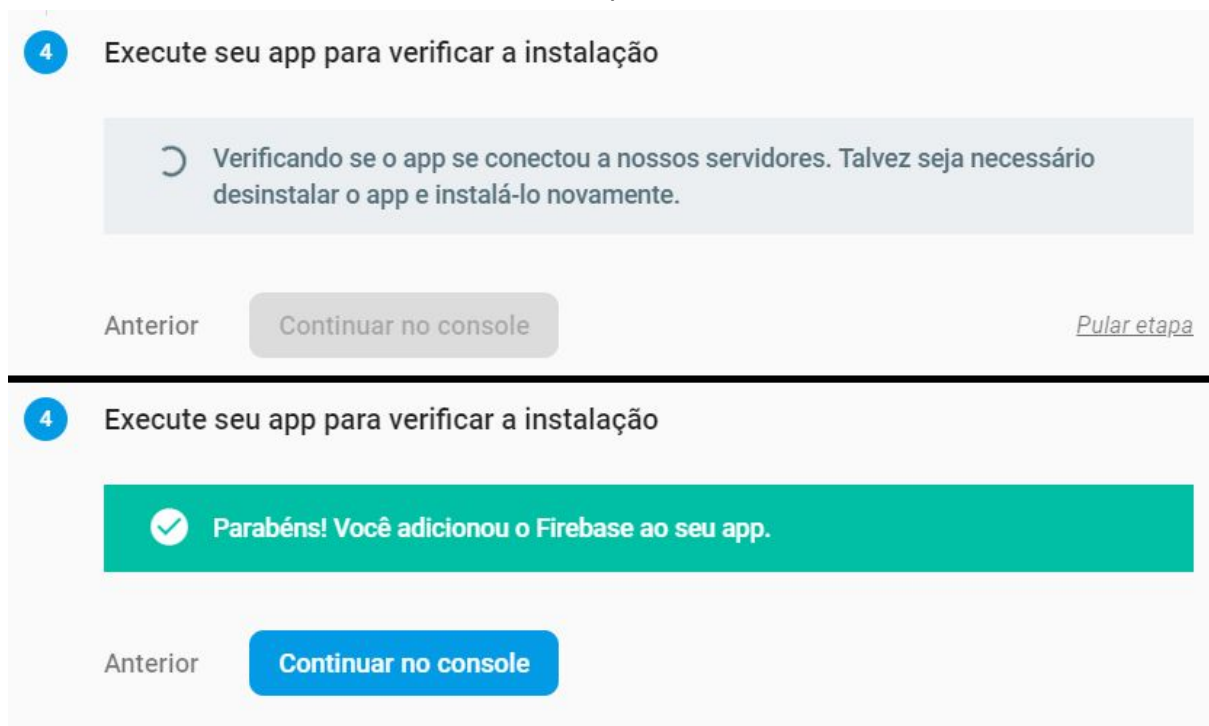 4 Execute seu app para verificar a instalação
Verificando se o app se conectou a nossos servidores. Talvez seja necessário
desinstalar o app e instalá-lo novamente.
Anterior Continuar no console Pular etapa
4 Execute seu app para verificar a instalação
Parabéns! Você adicionou o Firebase ao seu app.
Anterior Continuar no console